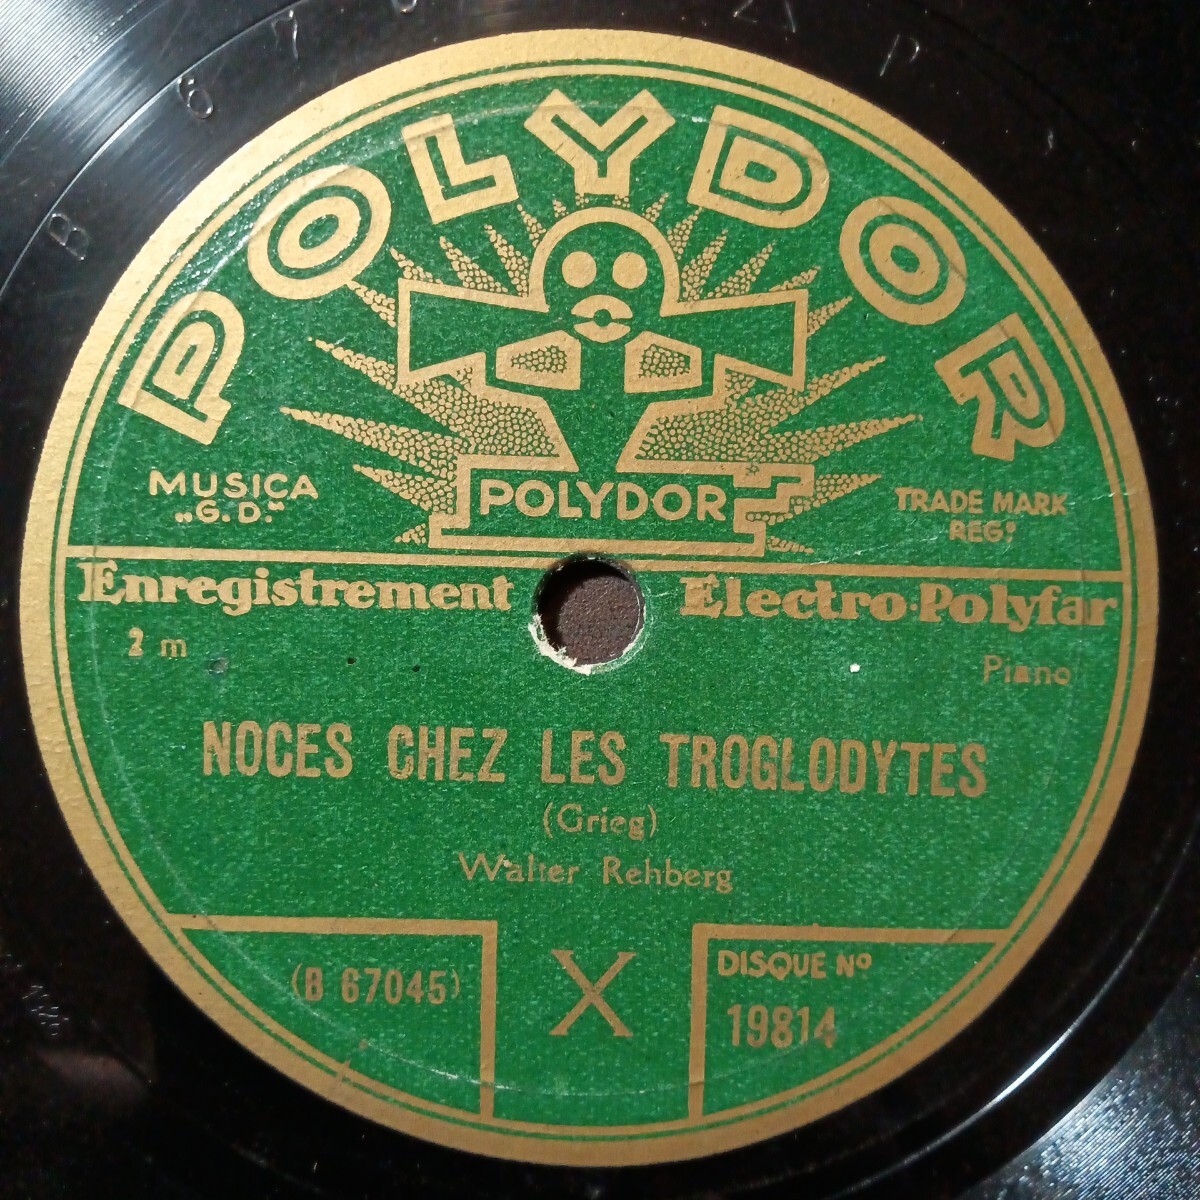 POLYDOR
POLYDOR
MUSICA
„G.D.“
TRADE MARK
REG:
Enregistrement Electro-Polyfar
2 m
Piano
NOCES CHEZ LES TROGLODYTES
(Grieg)
Walter Rehberg
(B 67045)
X
DISQUE Nº
19814